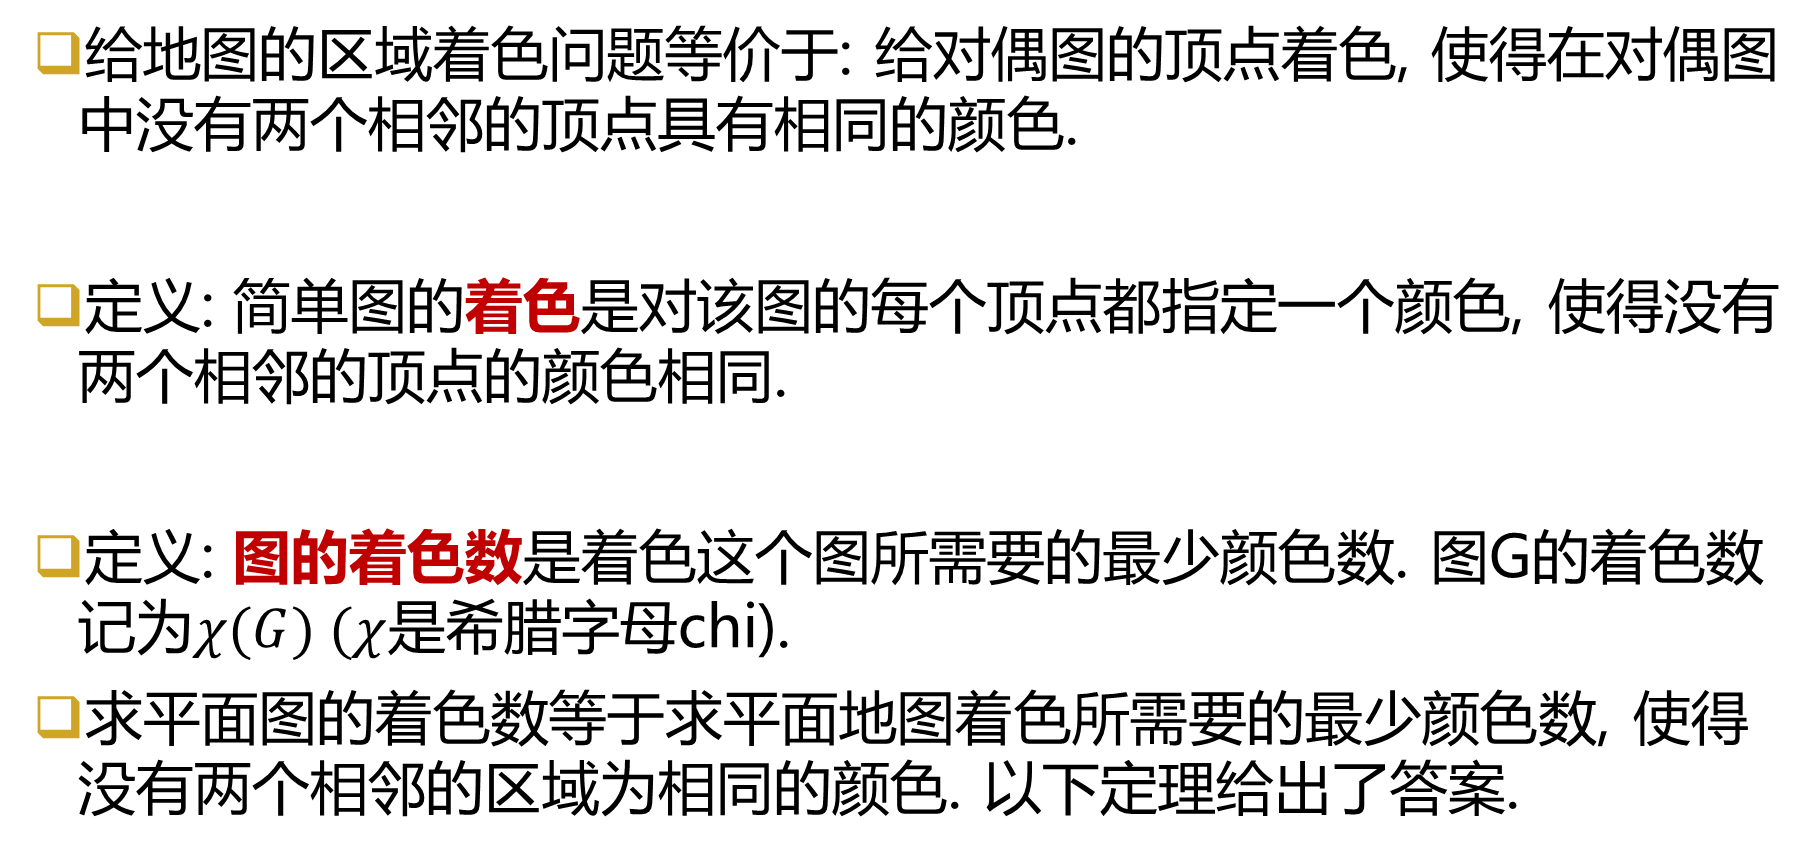 给地图的区域着色问题等价于: 给对偶图的顶点着色, 使得在对偶图
中没有两个相邻的顶点具有相同的颜色.
定义: 简单图的着色是对该图的每个顶点都指定一个颜色, 使得没有
两个相邻的顶点的颜色相同.
定义: 图的着色数是着色这个图所需要的最少颜色数. 图G的着色数
记为χ(G) (χ是希腊字母chi).
求平面图的着色数等于求平面地图着色所需要的最少颜色数, 使得
没有两个相邻的区域为相同的颜色. 以下定理给出了答案.